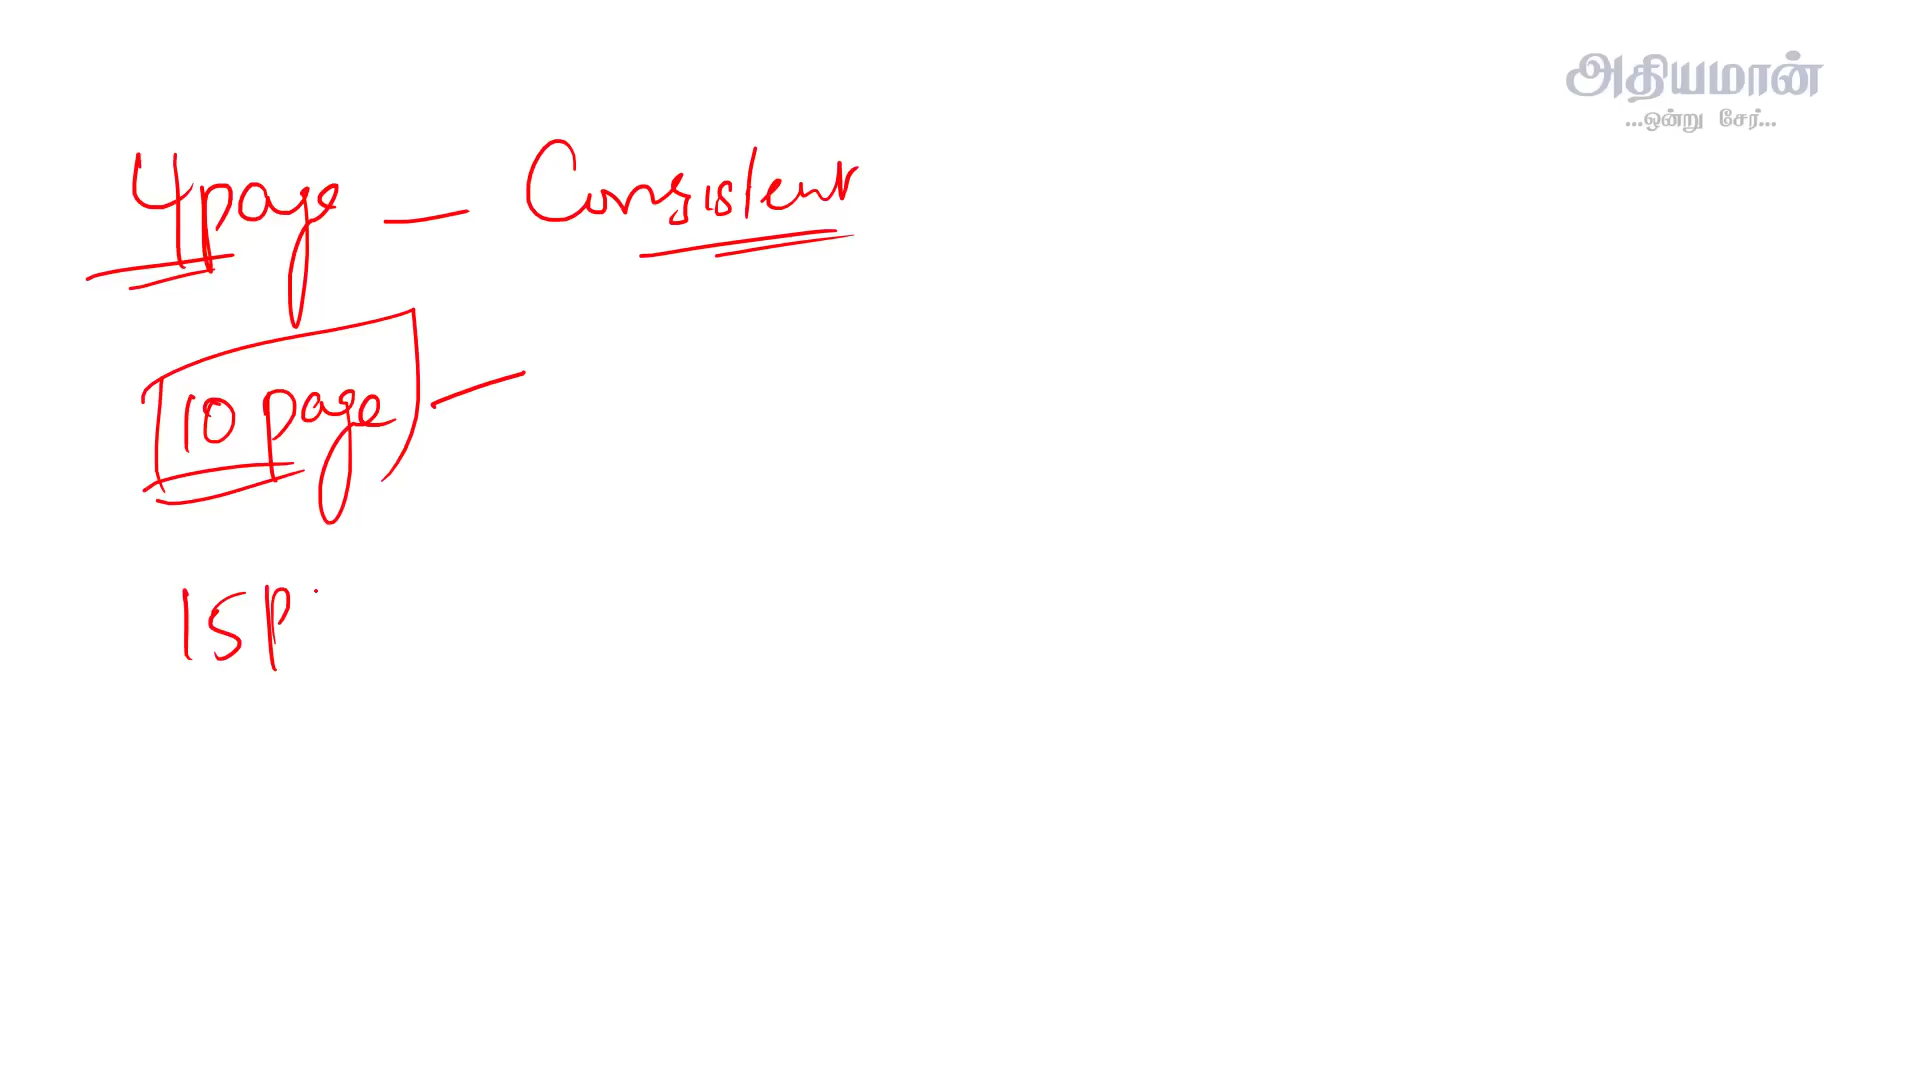 அதியமான்
...ஒன்று சேர்...
4page — Consistent
10 page —
15P